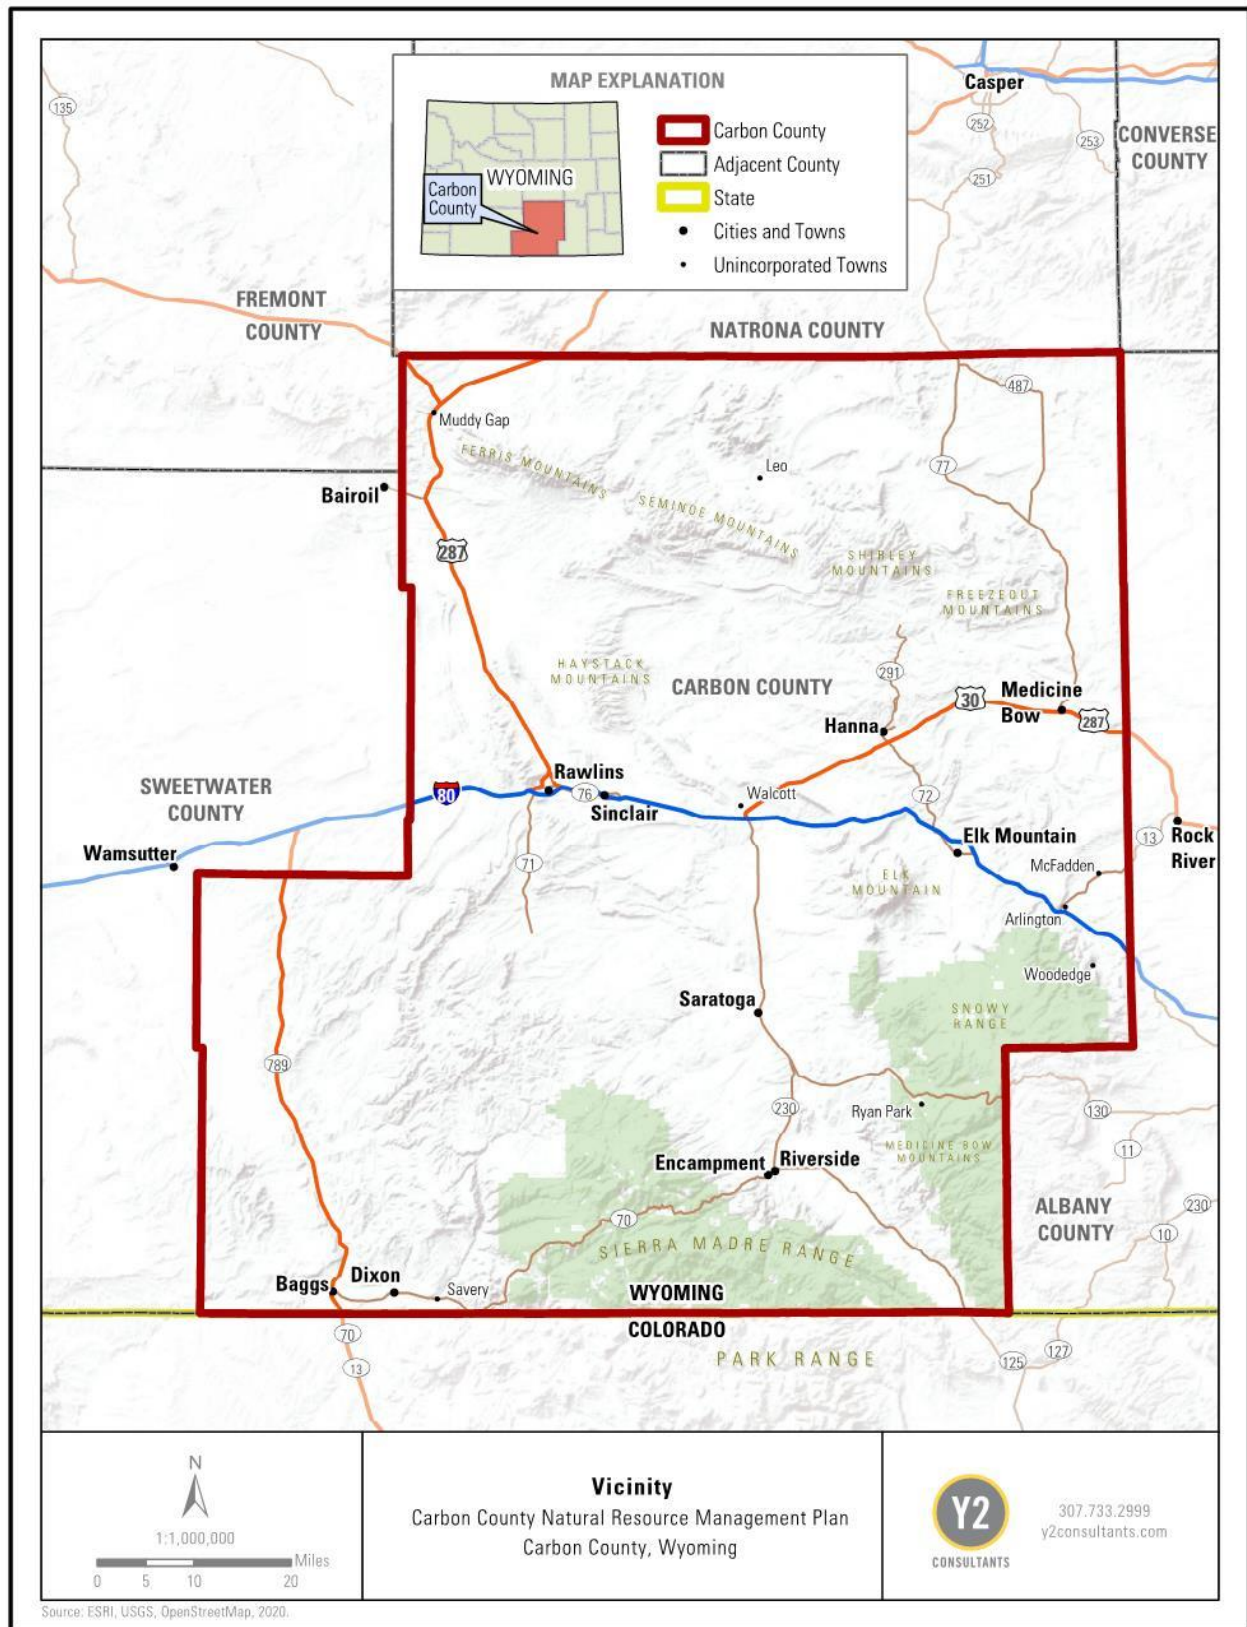 MAP EXPLANATION
WYOMING
Carbon
County
Carbon County
Adjacent County
State
Cities and Towns
Unincorporated Towns
135
Casper
252
253
251
CONVERSE
COUNTY
FREMONT
COUNTY
NATRONA COUNTY
487
Muddy Gap
FERRIS MOUNTAINS
Leo
77
Bairoil
SEMINOE MOUNTAINS
287
SHIRLEY
MOUNTAINS
FREEZEOUT
MOUNTAINS
HAYSTACK
MOUNTAINS
CARBON COUNTY
291
30
Medicine
Bow
287
Hanna
SWEETWATER
COUNTY
80
Rawlins
76
Sinclair
Walcott
72
Elk Mountain
13
Rock
River
Wamsutter
71
ELK
MOUNTAIN
McFadden
Arlington
Woodedge
Saratoga
SNOWY
RANGE
789
230
Ryan Park
130
MEDICINE BOW
MOUNTAINS
11
Encampment
Riverside
ALBANY
COUNTY
230
10
70
SIERRA MADRE RANGE
Baggs
Dixon
Savery
WYOMING
COLORADO
70
13
PARK RANGE
125
127
N
1:1,000,000
Miles
0 5 10 20
Vicinity
Carbon County Natural Resource Management Plan
Carbon County, Wyoming
Y2
CONSULTANTS
307.733.2999
y2consultants.com
Source: ESRI, USGS, OpenStreetMap, 2020.